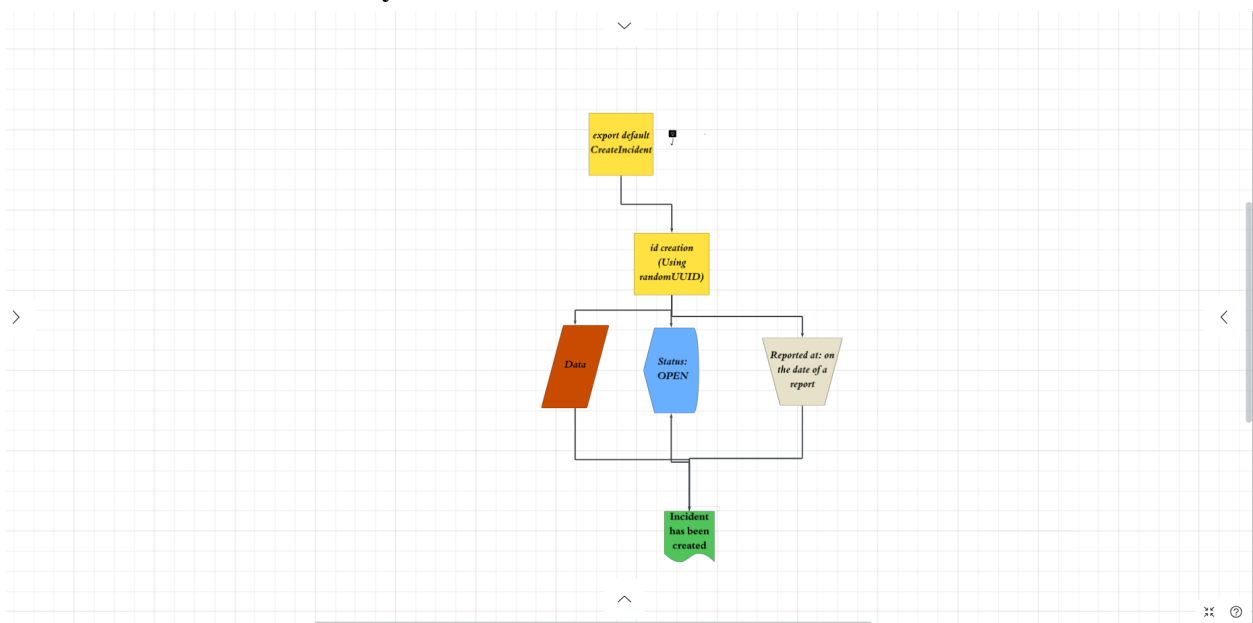 export default
CreateIncident
id creation
(Using
randomUUID)
Data
Status:
OPEN
Reported at: on
the date of a
report
Incident
has been
created